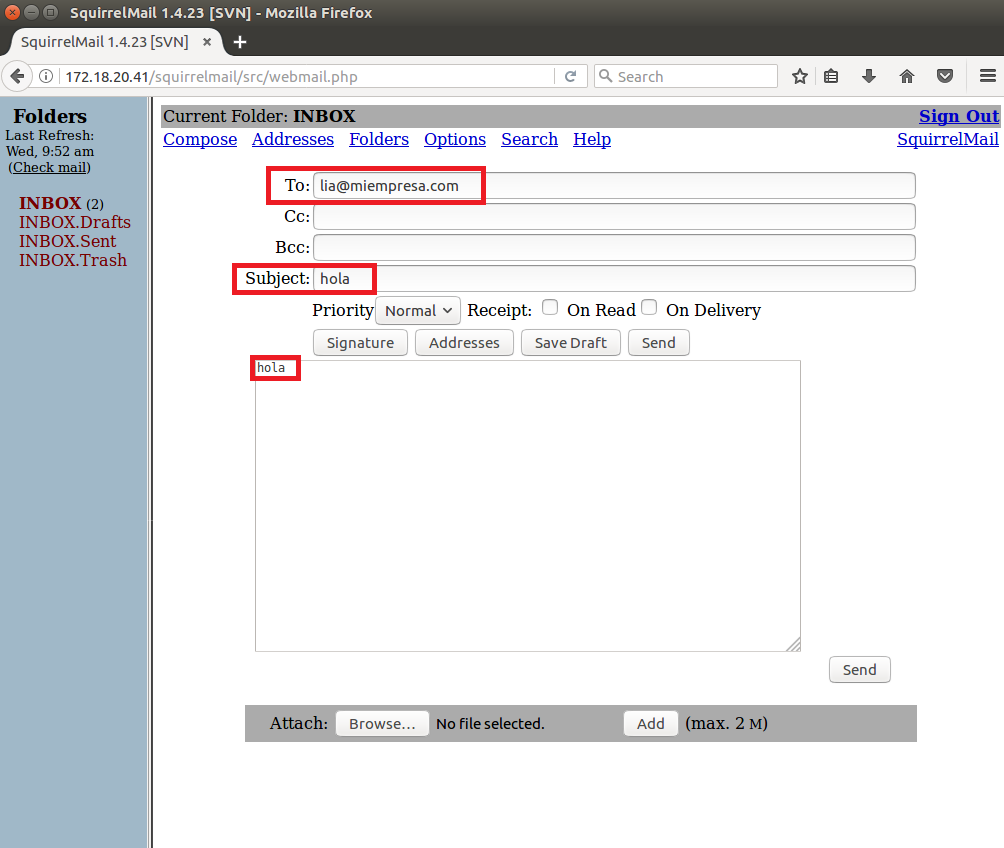 SquirrelMail 1.4.23 [SVN] - Mozilla Firefox
SquirrelMail 1.4.23 [SVN]
172.18.20.41/squirrelmail/src/webmail.php
Search
Folders
Last Refresh:
Wed, 9:52 am
(Check mail)
INBOX (2)
INBOX.Drafts
INBOX.Sent
INBOX.Trash
Current Folder: INBOX Sign Out
Compose Addresses Folders Options Search Help SquirrelMail
To: lia@miempresa.com
Cc:
Bcc:
Subject: hola
Priority Normal Receipt: On Read On Delivery
Signature Addresses Save Draft Send
hola
Send
Attach: Browse... No file selected. Add (max. 2 M)